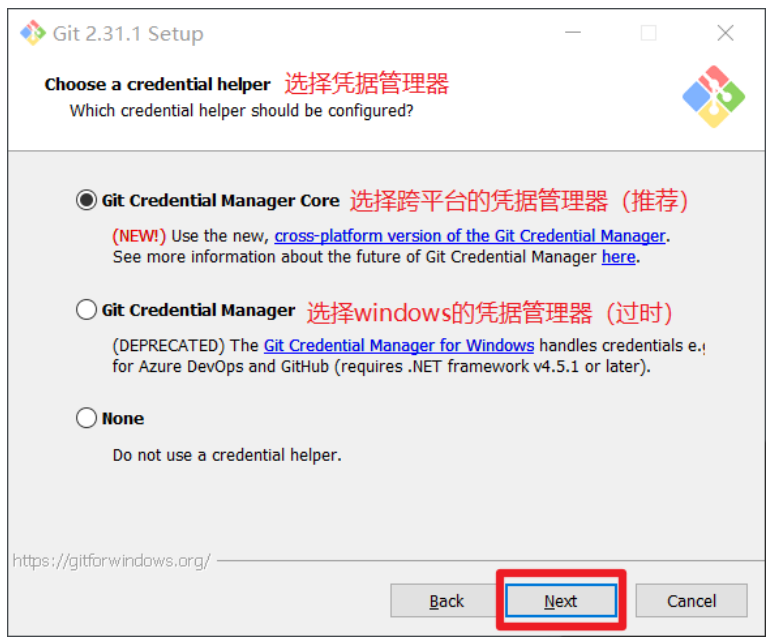 Git 2.31.1 Setup
Choose a credential helper 选择凭据管理器
Which credential helper should be configured?
Git Credential Manager Core 选择跨平台的凭据管理器（推荐）
(NEW!) Use the new, cross-platform version of the Git Credential Manager.
See more information about the future of Git Credential Manager here.
Git Credential Manager 选择windows的凭据管理器（过时）
(DEPRECATED) The Git Credential Manager for Windows handles credentials e.g
for Azure DevOps and GitHub (requires .NET framework v4.5.1 or later).
None
Do not use a credential helper.
https://gitforwindows.org/
Back Next Cancel